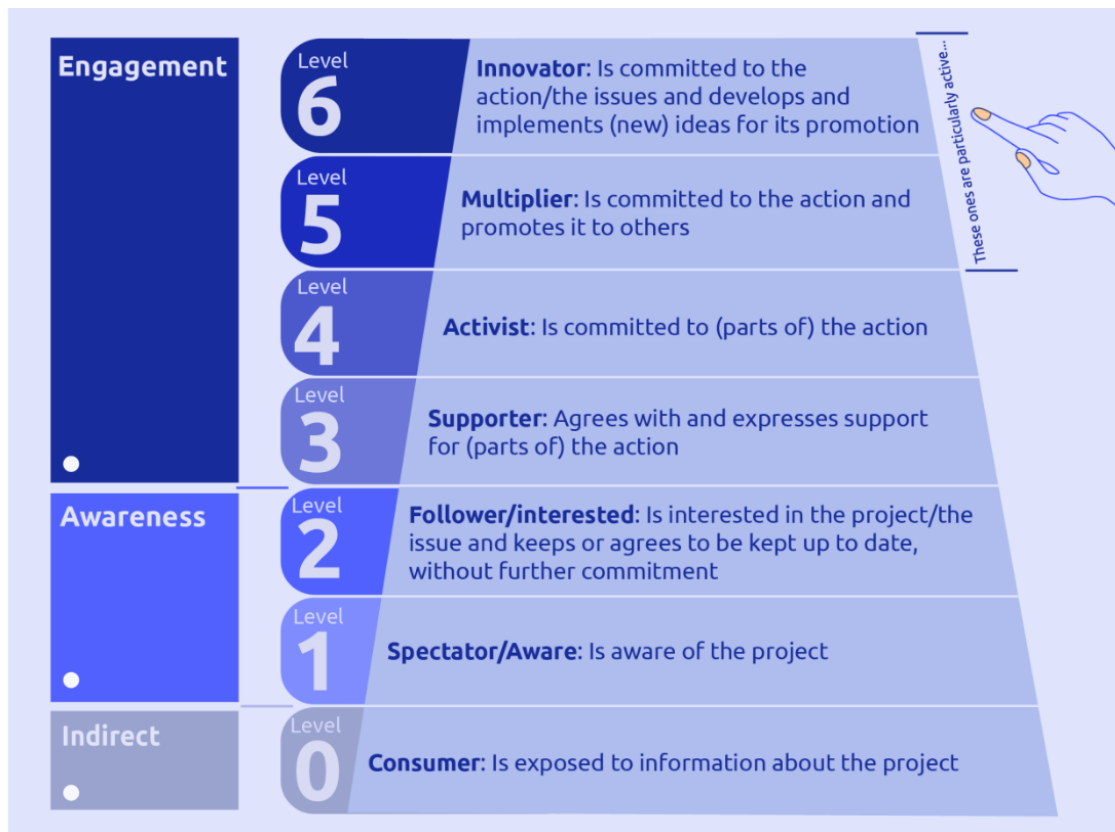 Engagement
Level
6
Innovator: Is committed to the
action/the issues and develops and
implements (new) ideas for its promotion
These ones are particularly active...
Level
5
Multiplier: Is committed to the action and
promotes it to others
Level
4
Activist: Is committed to (parts of) the action
Level
3
Supporter: Agrees with and expresses support
for (parts of) the action
Awareness
Level
2
Follower/interested: Is interested in the project/the
issue and keeps or agrees to be kept up to date,
without further commitment
Level
1
Spectator/Aware: Is aware of the project
Indirect
Level
0
Consumer: Is exposed to information about the project